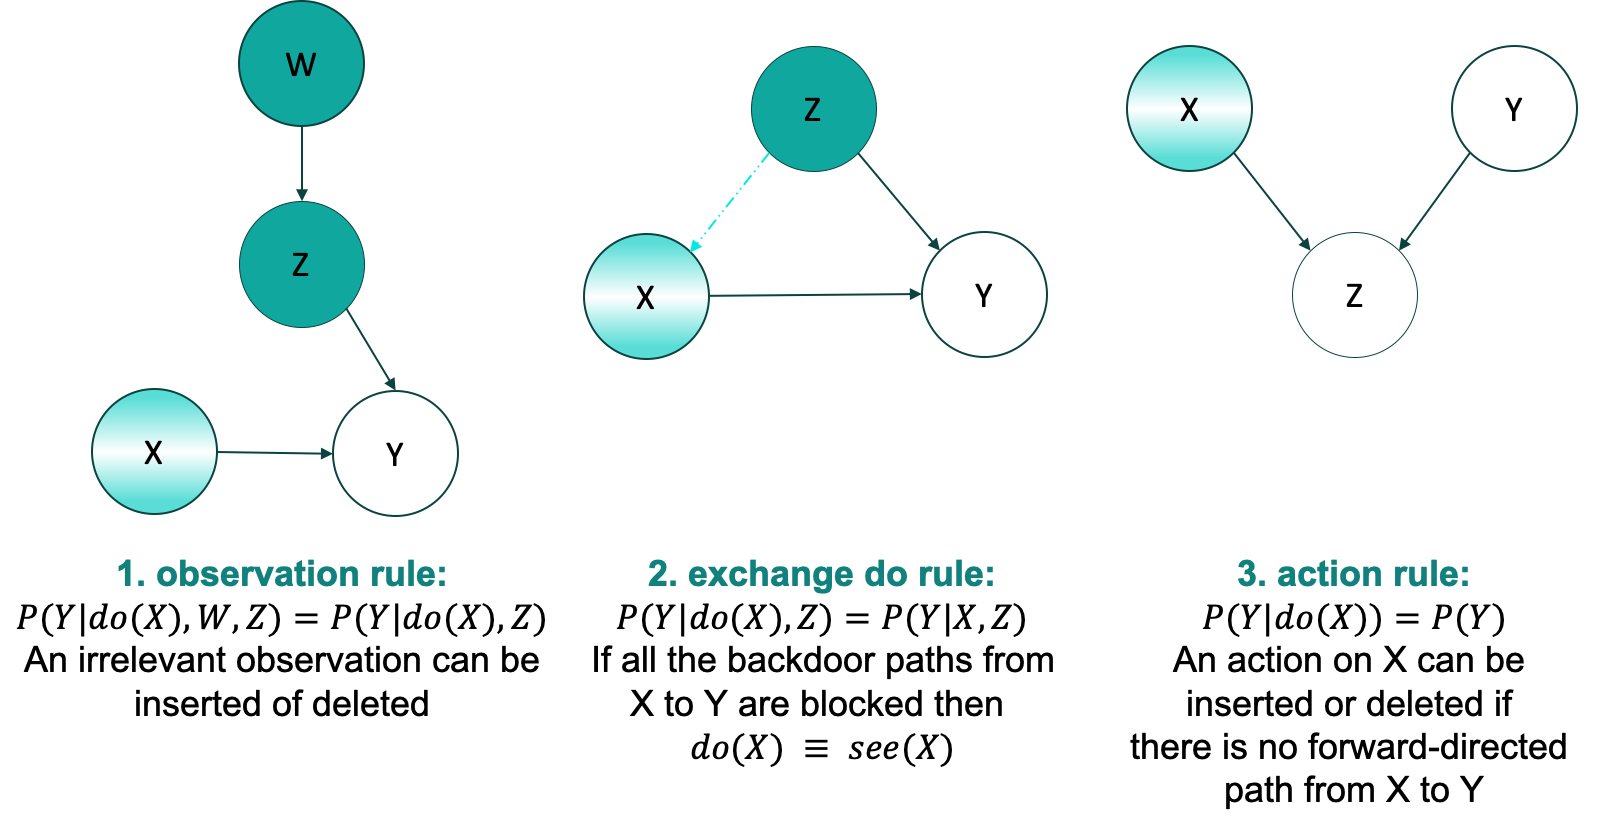 W
Z
X
Y
1. observation rule:
P(Y|do(X), W, Z) = P(Y|do(X), Z)
An irrelevant observation can be
inserted of deleted
Z
X
Y
2. exchange do rule:
P(Y|do(X), Z) = P(Y|X, Z)
If all the backdoor paths from
X to Y are blocked then
do(X) ≡ see(X)
X
Y
Z
3. action rule:
P(Y|do(X)) = P(Y)
An action on X can be
inserted or deleted if
there is no forward-directed
path from X to Y